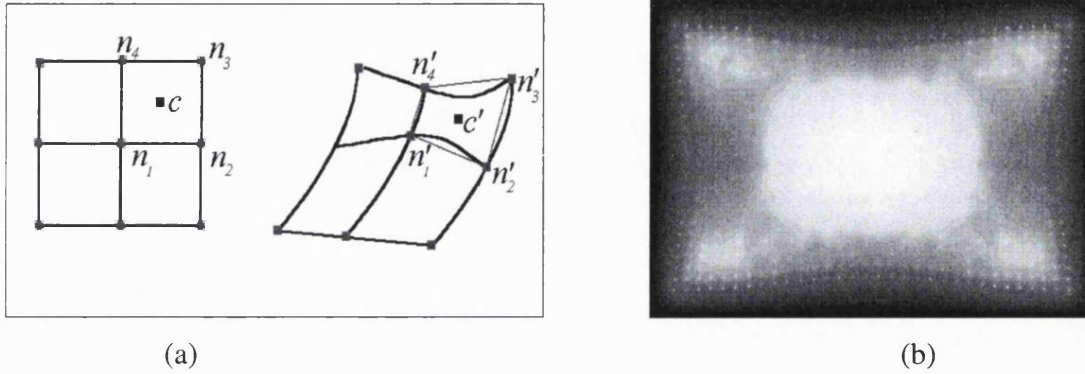 n₄ n₃
c
n₁ n₂
n′₄ n′₃
c′
n′₁ n′₂
(a) (b)